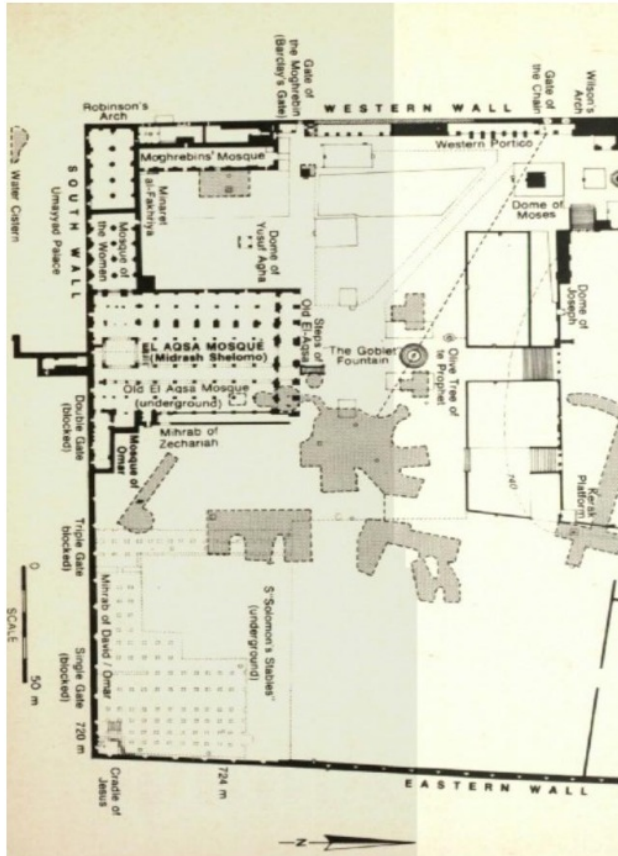 Robinson's
Arch
Gate of
the Moghrebin
(Barclay's Gate)
WESTERN WALL
Gate of
the Chain
Wilson's
Arch
Western Portico
Moghrebins' Mosque
Minaret
al-Fakhriya
Dome of
Yusuf Agha
Dome of
Moses
Dome of
Joseph
Water Cistern
SOUTH WALL
Umayyad Palace
Mosque of
the Women
EL AQSA MOSQUE
(Midrash Shelomo)
Old El Aqsa Mosque
(underground)
Steps of
Old El-Aqsa
The Goblet
Fountain
Olive Tree of
te Prophet
Mihrab of
Zechariah
Mosque of
Omar
Double Gate
(blocked)
Kerak
Platform
740
Triple Gate
blocked)
Mihrab of David / Omar
S"Solomon's Stables"
(underground)
Single Gate
(blocked)
720 m
724 m
Cradle of
Jesus
EASTERN WALL
0
50 m
SCALE
N